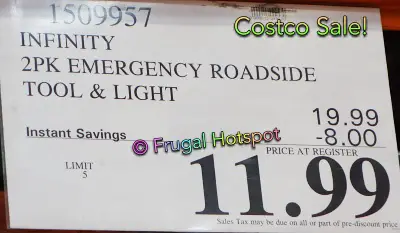 1509957
Costco Sale!
INFINITY
2PK EMERGENCY ROADSIDE
TOOL & LIGHT
19.99
Instant Savings -8.00
© Frugal Hotspot
PRICE AT REGISTER
LIMIT
5
11.99
Sales Tax may be due on all or part of pre-discount price